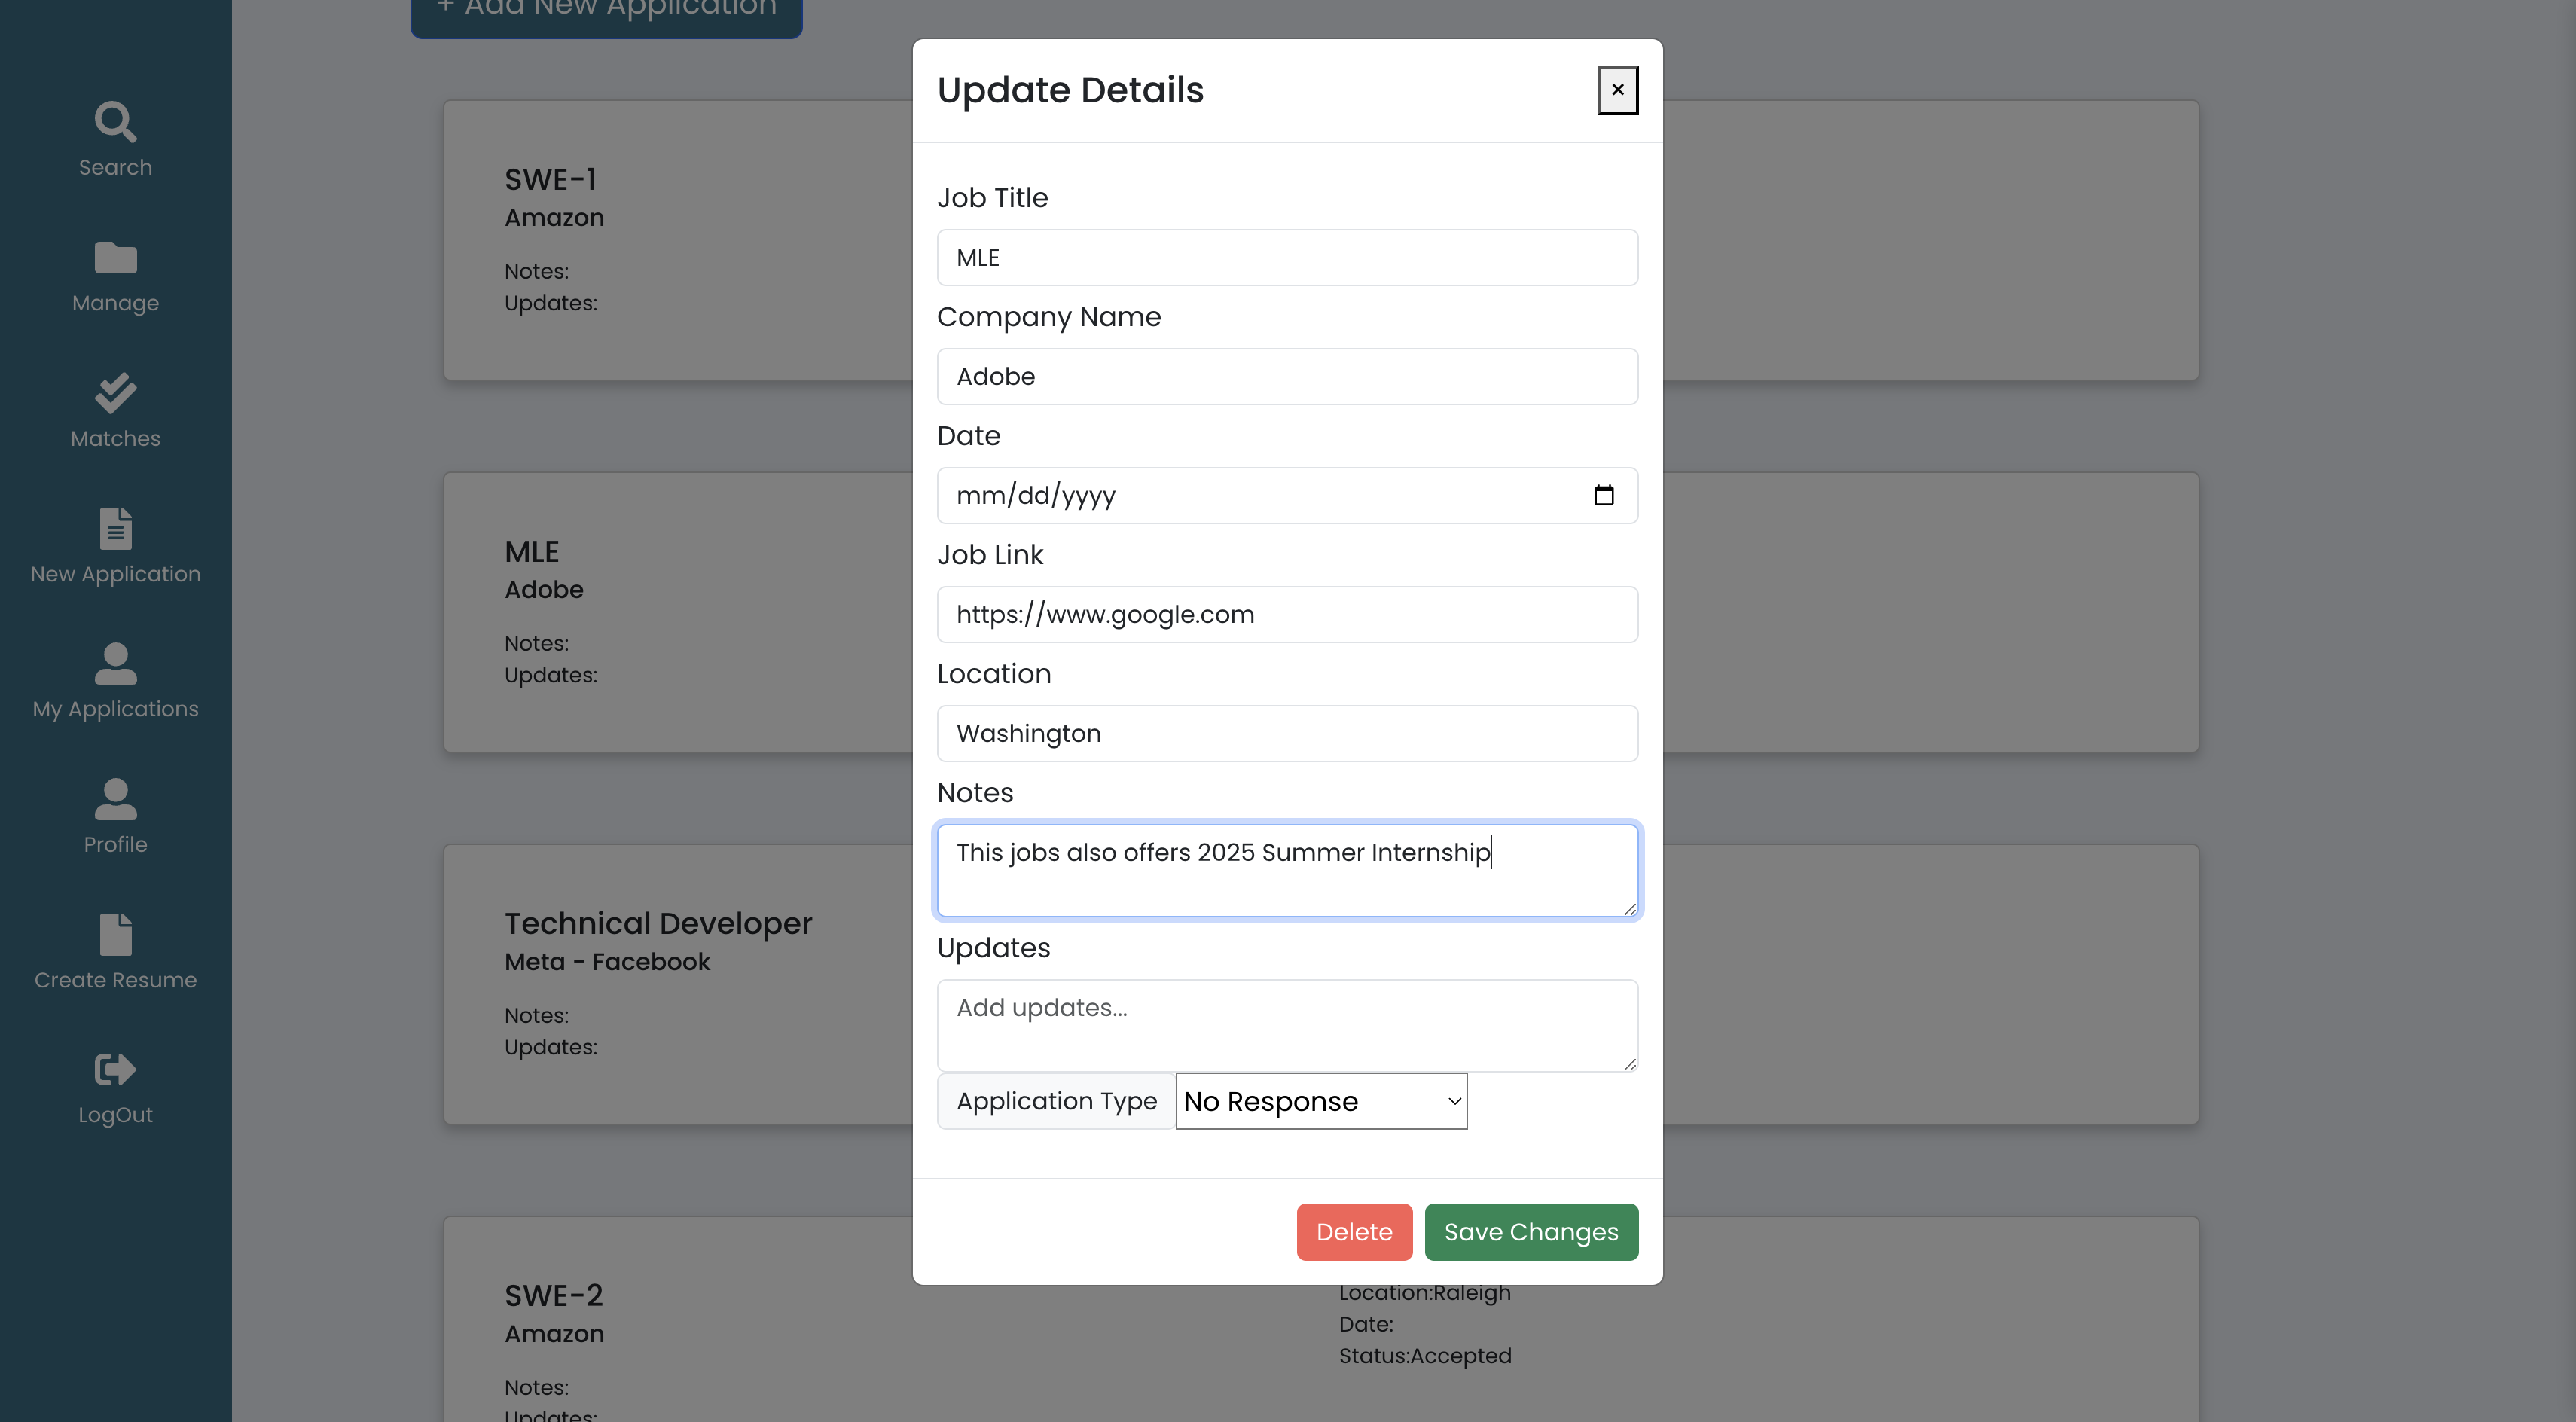 + Add New Application
Search
Manage
Matches
New Application
My Applications
Profile
Create Resume
LogOut
SWE-1
Amazon
Notes:
Updates:
MLE
Adobe
Notes:
Updates:
Technical Developer
Meta - Facebook
Notes:
Updates:
SWE-2
Amazon
Notes:
Updates:
Location:Raleigh
Date:
Status:Accepted
Update Details
×
Job Title
MLE
Company Name
Adobe
Date
mm/dd/yyyy
Job Link
https://www.google.com
Location
Washington
Notes
This jobs also offers 2025 Summer Internship
Updates
Add updates...
Application Type No Response
Delete Save Changes